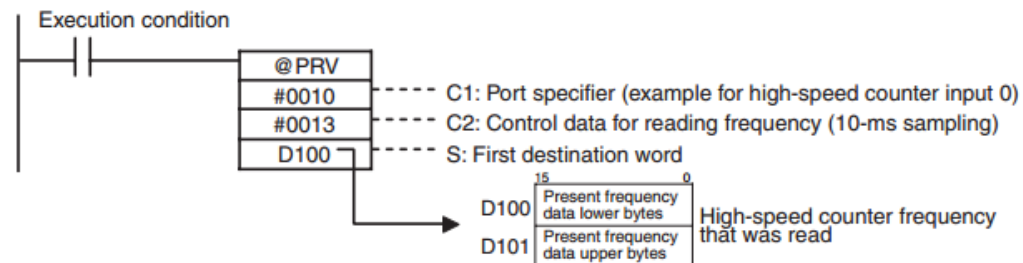 Execution condition
@PRV
#0010 C1: Port specifier (example for high-speed counter input 0)
#0013 C2: Control data for reading frequency (10-ms sampling)
D100 S: First destination word
15 0
D100 Present frequency
data lower bytes
High-speed counter frequency
that was read
D101 Present frequency
data upper bytes